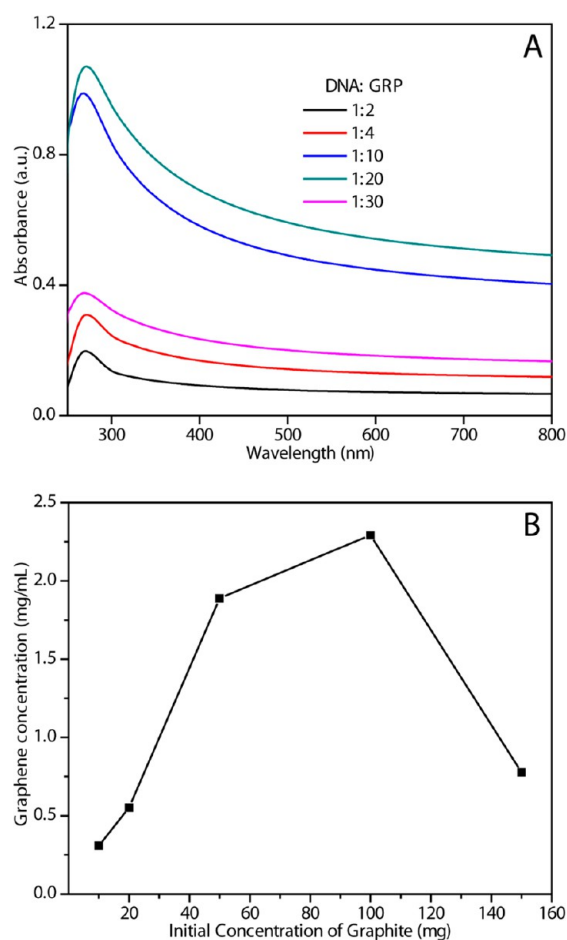 A
1.2
0.8
0.4
0.0
Absorbance (a.u.)
DNA: GRP
1:2
1:4
1:10
1:20
1:30
300 400 500 600 700 800
Wavelength (nm)
B
2.5
2.0
1.5
1.0
0.5
0.0
Graphene concentration (mg/mL)
20 40 60 80 100 120 140 160
Initial Concentration of Graphite (mg)